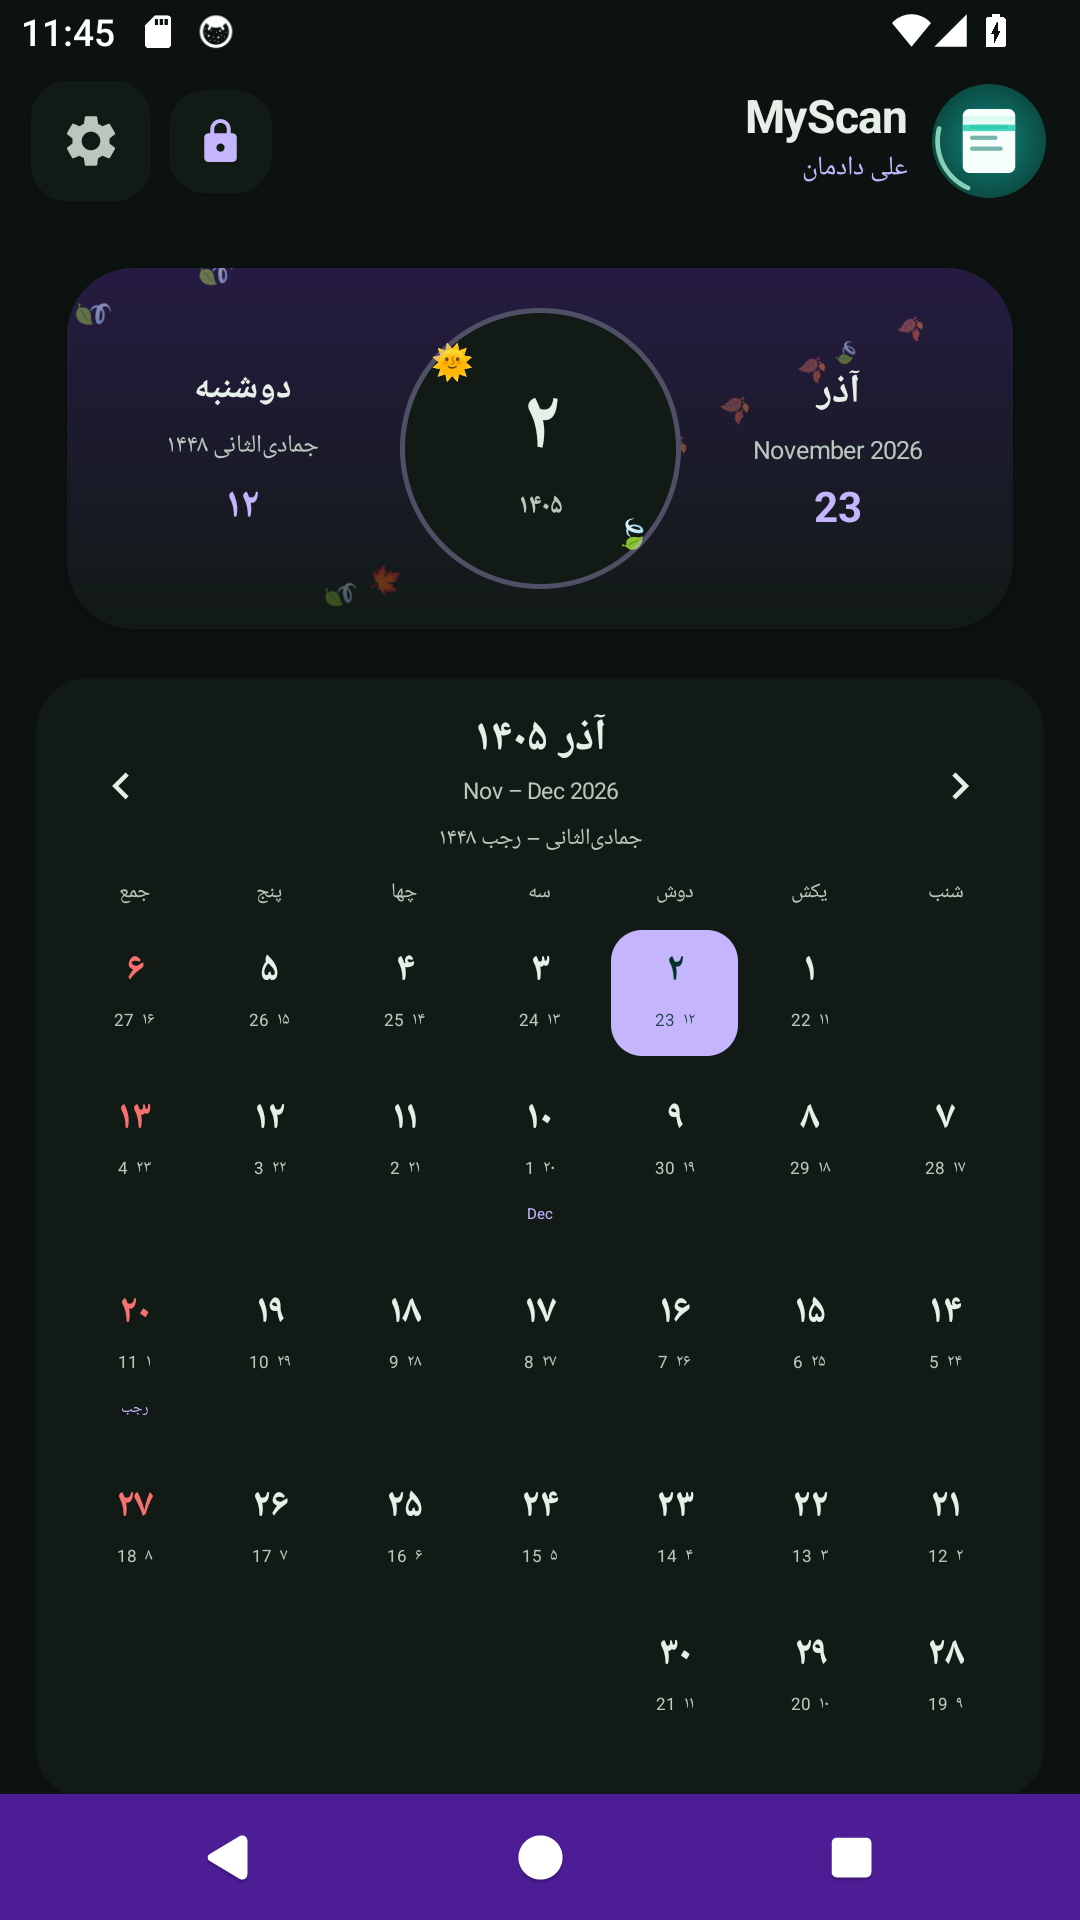 11:45
MyScan
علی دادمان
آذر
November 2026
23
۲
۱۴۰۵
دوشنبه
جمادی‌الثانی ۱۴۴۸
۱۲
آذر ۱۴۰۵
Nov – Dec 2026
جمادی‌الثانی – رجب ۱۴۴۸
شنب یکش دوش سه چها پنج جمع
۱ ۲ ۳ ۴ ۵ ۶
22 ۱۱ 23 ۱۲ 24 ۱۳ 25 ۱۴ 26 ۱۵ 27 ۱۶
۷ ۸ ۹ ۱۰ ۱۱ ۱۲ ۱۳
28 ۱۷ 29 ۱۸ 30 ۱۹ 1 ۲۰ 2 ۲۱ 3 ۲۲ 4 ۲۳
Dec
۱۴ ۱۵ ۱۶ ۱۷ ۱۸ ۱۹ ۲۰
5 ۲۴ 6 ۲۵ 7 ۲۶ 8 ۲۷ 9 ۲۸ 10 ۲۹ 11 ۱
رجب
۲۱ ۲۲ ۲۳ ۲۴ ۲۵ ۲۶ ۲۷
12 ۲ 13 ۳ 14 ۴ 15 ۵ 16 ۶ 17 ۷ 18 ۸
۲۸ ۲۹ ۳۰
19 ۹ 20 ۱۰ 21 ۱۱